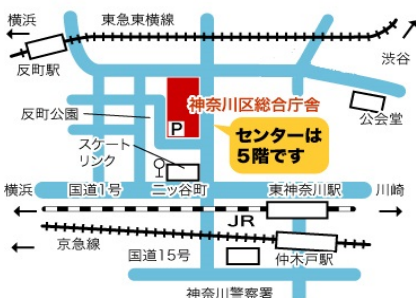 横浜
東急東横線
渋谷
反町駅
神奈川区総合庁舎
反町公園
P
公会堂
センターは
5階です
スケート
リンク
横浜
国道1号
二ッ谷町
東神奈川駅
川崎
JR
京急線
国道15号
仲木戸駅
神奈川警察署